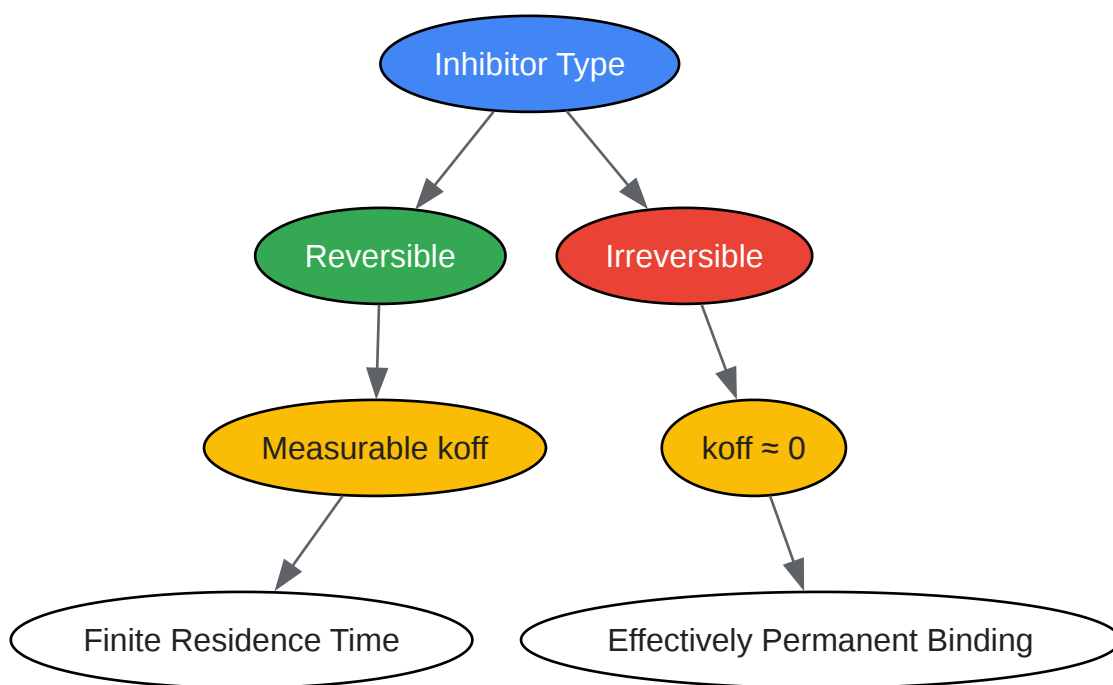 Inhibitor Type
Reversible
Irreversible
Measurable koff
koff ≈ 0
Finite Residence Time
Effectively Permanent Binding